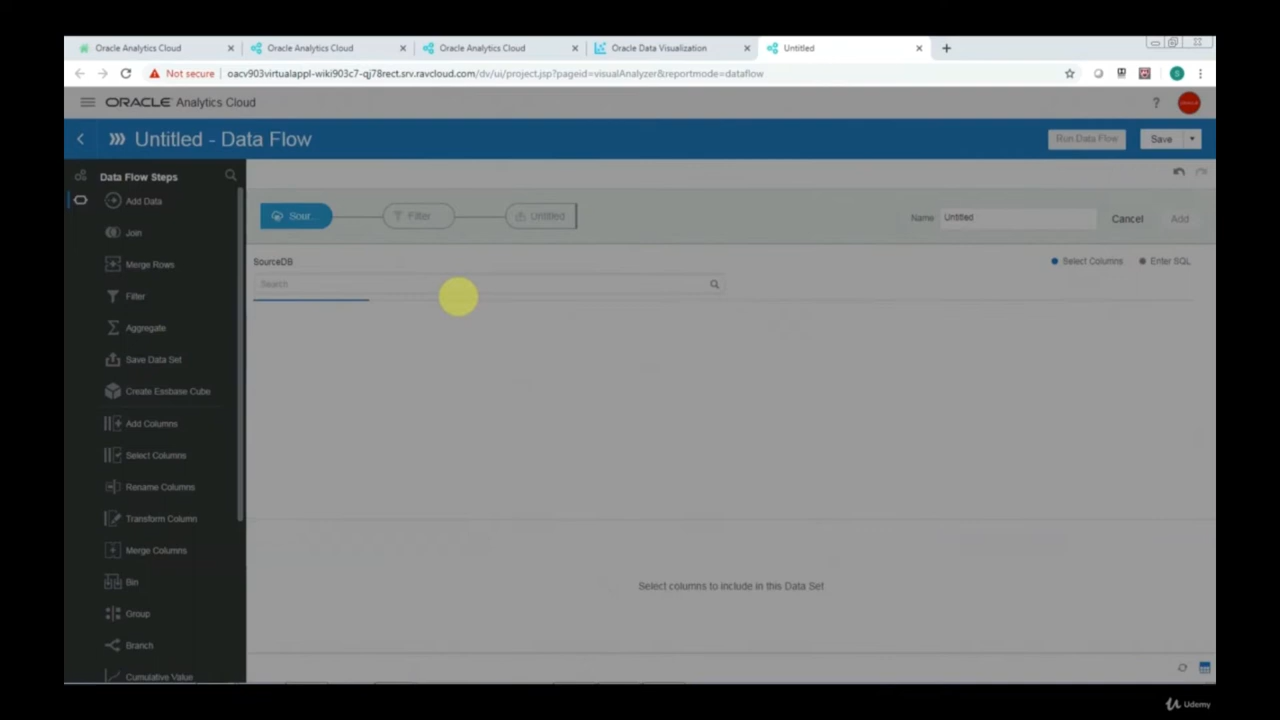 Oracle Analytics Cloud
Oracle Analytics Cloud
Oracle Analytics Cloud
Oracle Data Visualization
Untitled
Not secure
oacv903virtualappl-wiki903c7-qj78rect.srv.ravcloud.com/dv/ui/project.jsp?pageid=visualAnalyzer&reportmode=dataflow
S
ORACLE Analytics Cloud
?
Untitled - Data Flow
Run Data Flow
Save
Data Flow Steps
Add Data
Join
Merge Rows
Filter
Aggregate
Save Data Set
Create Essbase Cube
Add Columns
Select Columns
Rename Columns
Transform Column
Merge Columns
Bin
Group
Branch
Cumulative Value
Sour...
Filter
Untitled
Name
Untitled
Cancel
Add
SourceDB
Select Columns
Enter SQL
Search
Select columns to include in this Data Set
Udemy